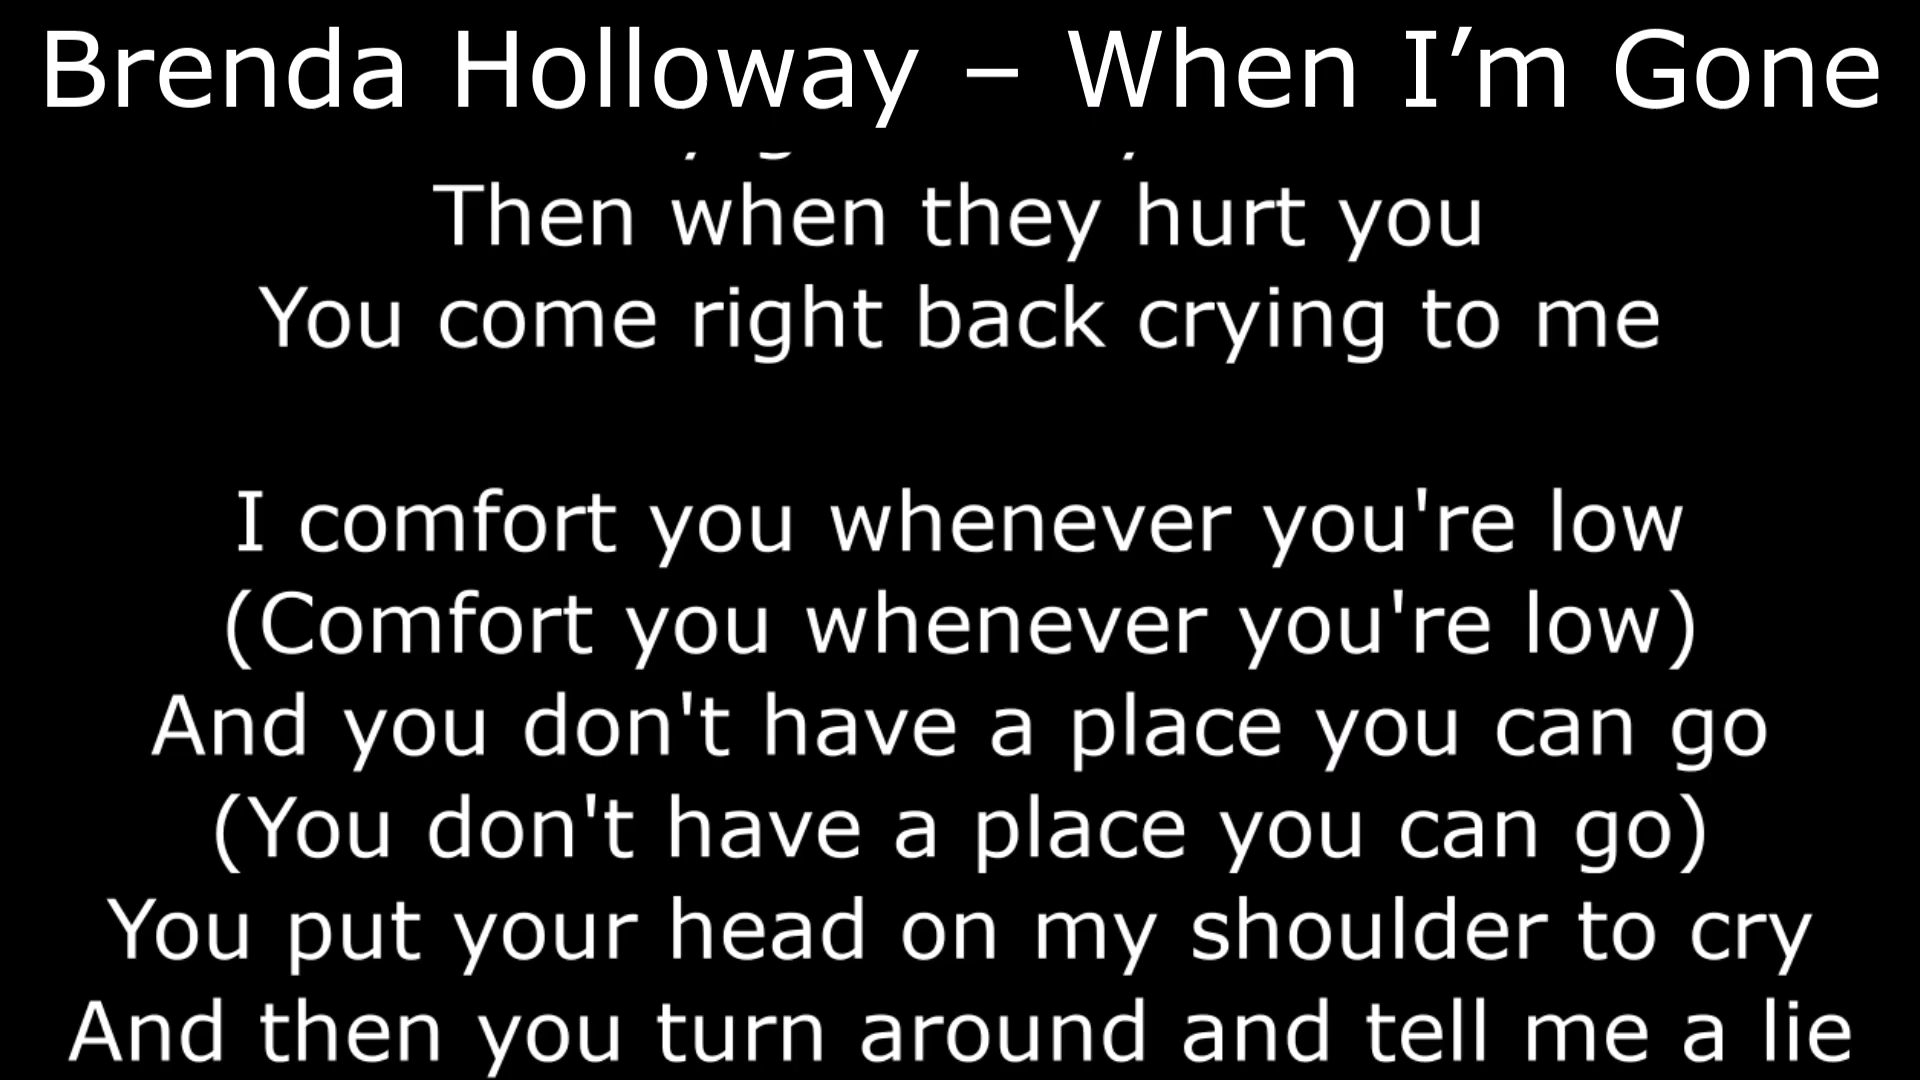 Brenda Holloway – When I’m Gone
Then when they hurt you
You come right back crying to me
I comfort you whenever you're low
(Comfort you whenever you're low)
And you don't have a place you can go
(You don't have a place you can go)
You put your head on my shoulder to cry
And then you turn around and tell me a lie